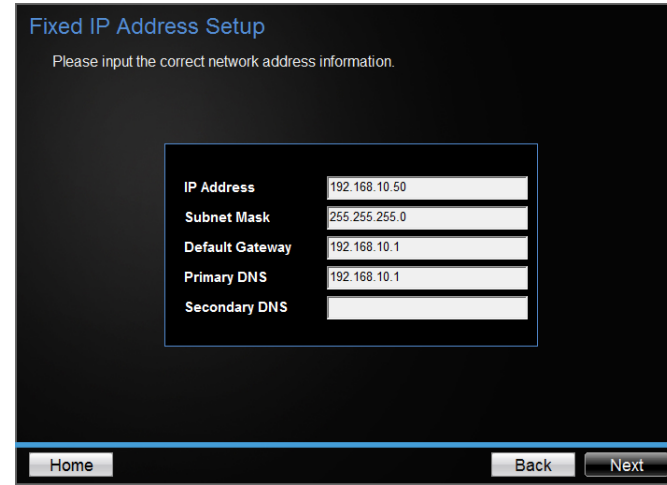 Fixed IP Address Setup
Please input the correct network address information.
IP Address 192.168.10.50
Subnet Mask 255.255.255.0
Default Gateway 192.168.10.1
Primary DNS 192.168.10.1
Secondary DNS
Home Back Next